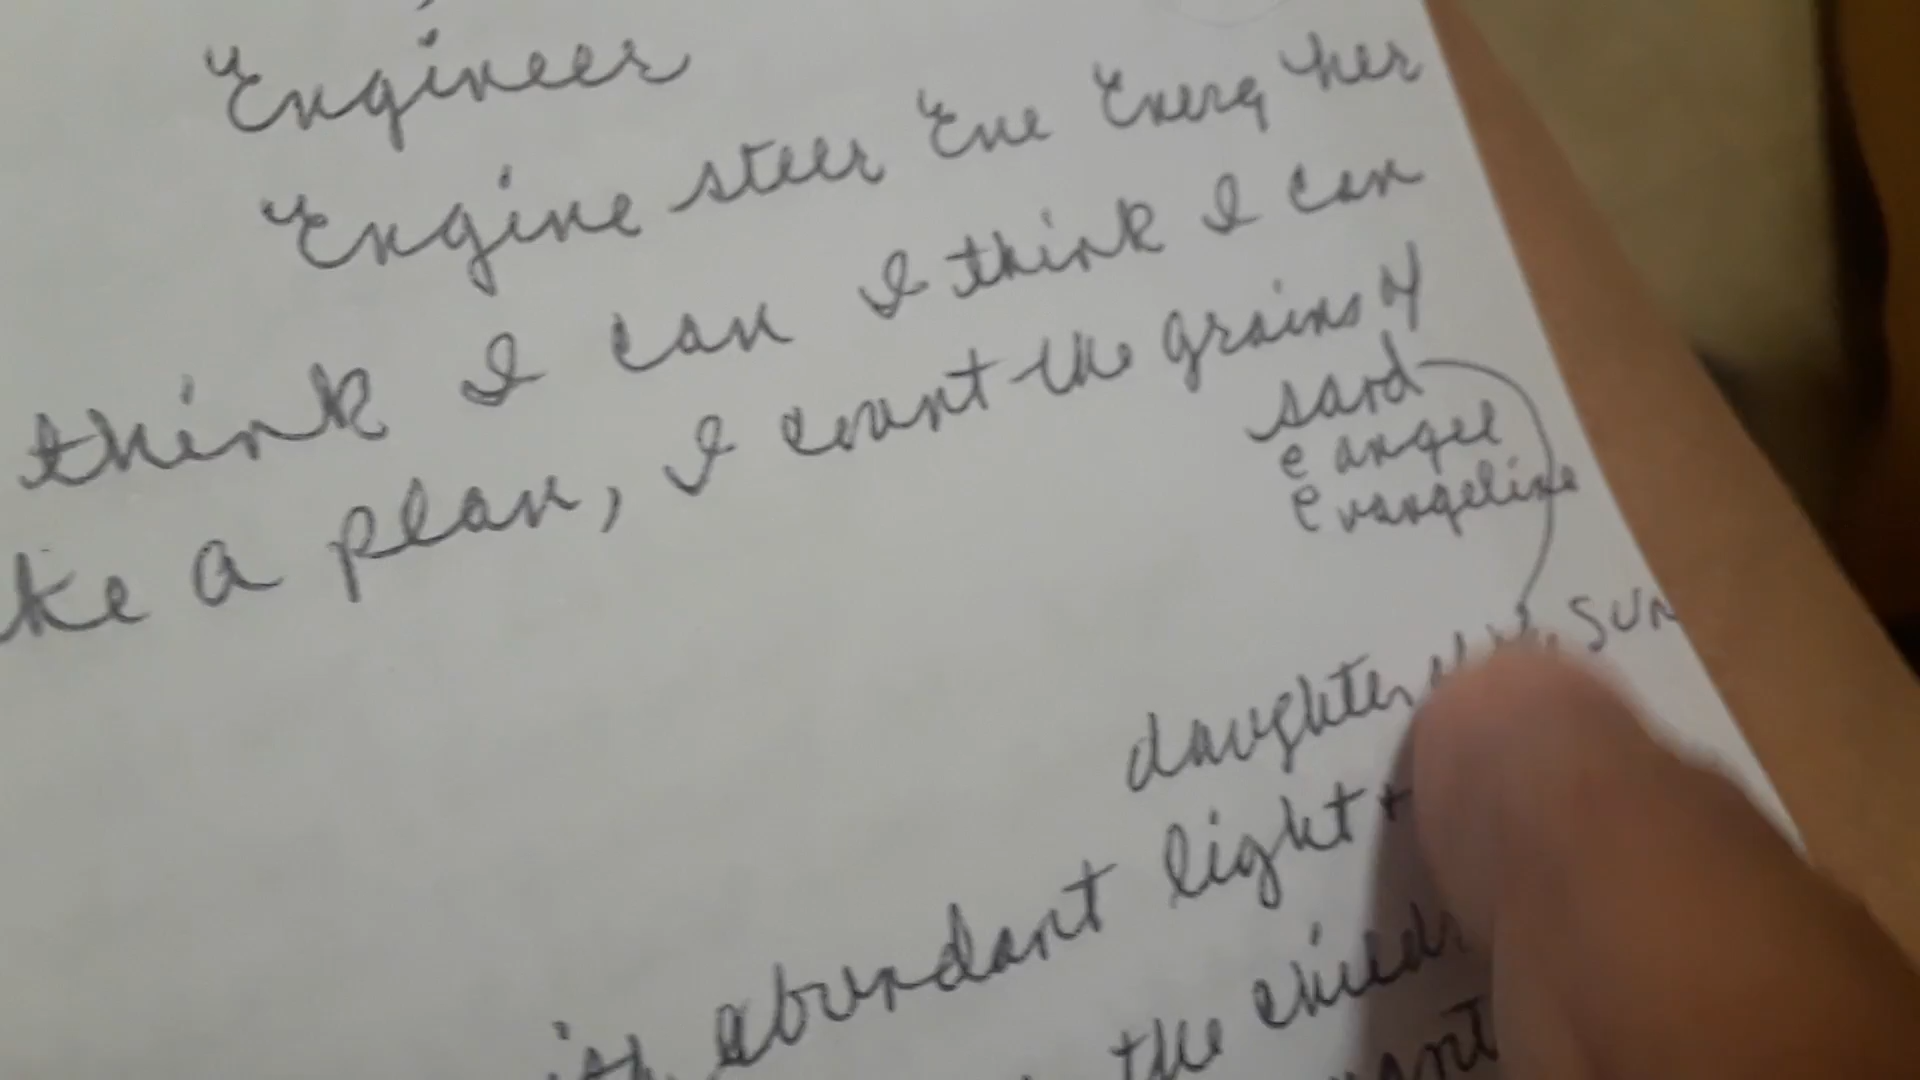 Engineer
Engine steer Eve Every her
think I can I think I can
ke a plan, I count the grains of
sand
e angel
evangeline
daughter SUN
light +
abundant
the